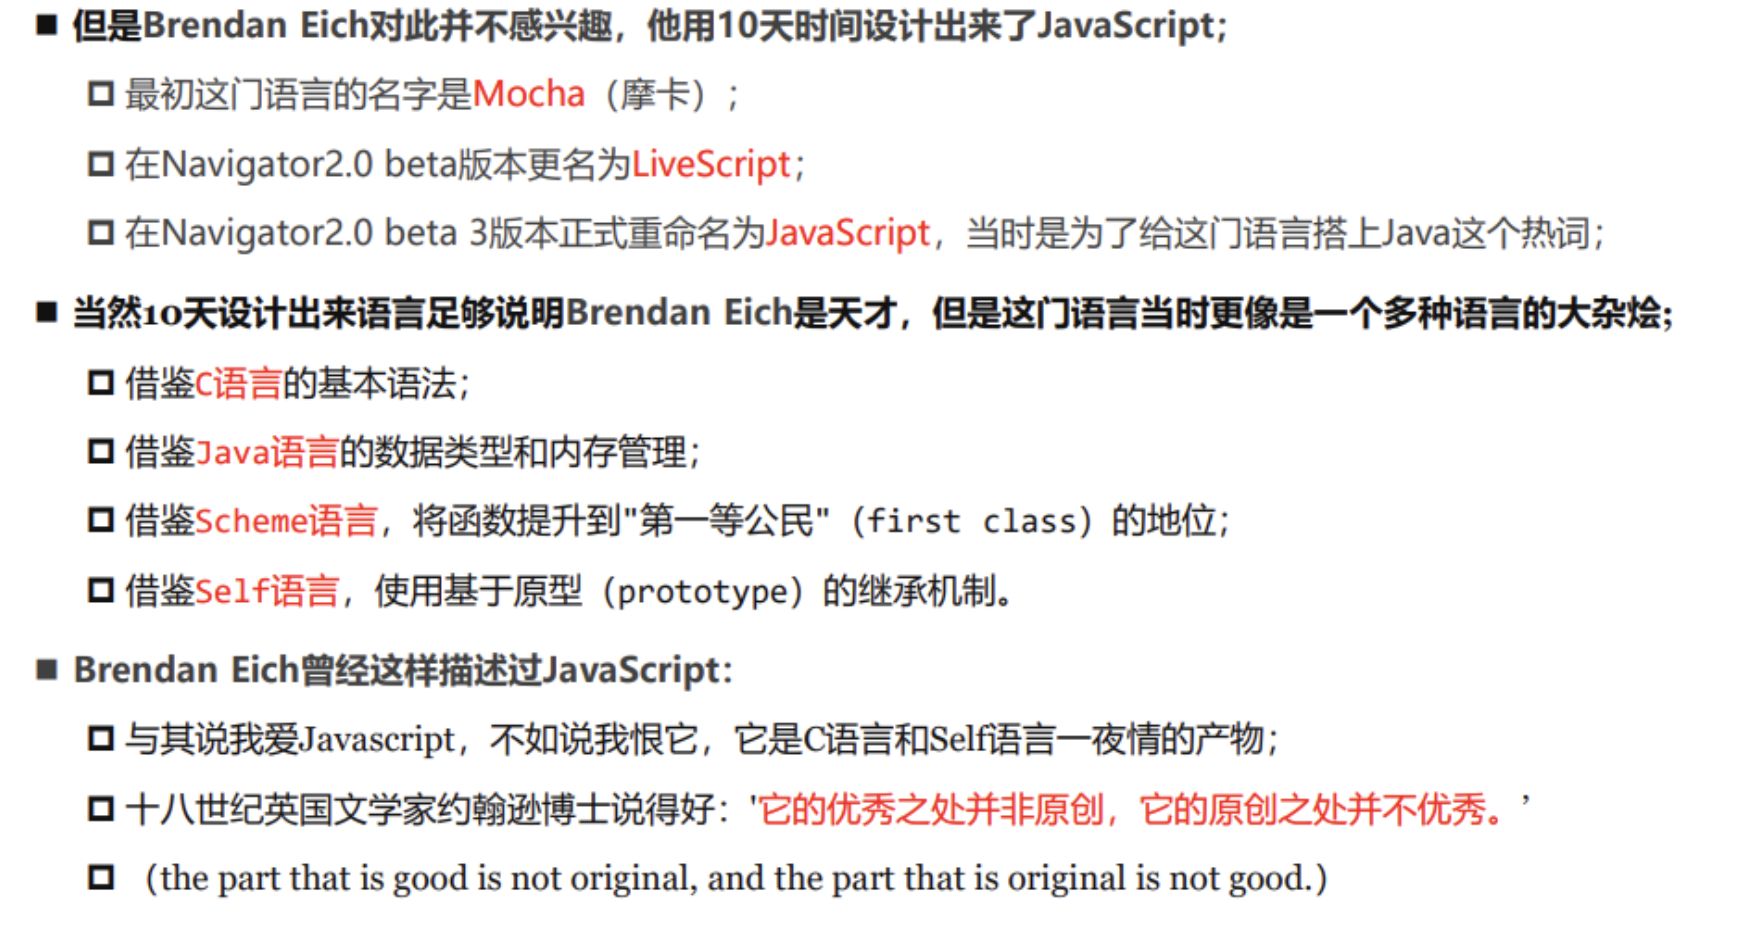 ■ 但是Brendan Eich对此并不感兴趣，他用10天时间设计出来了JavaScript；
□ 最初这门语言的名字是Mocha（摩卡）；
□ 在Navigator2.0 beta版本更名为LiveScript；
□ 在Navigator2.0 beta 3版本正式重命名为JavaScript，当时是为了给这门语言搭上Java这个热词；
■ 当然10天设计出来语言足够说明Brendan Eich是天才，但是这门语言当时更像是一个多种语言的大杂烩；
□ 借鉴C语言的基本语法；
□ 借鉴Java语言的数据类型和内存管理；
□ 借鉴Scheme语言，将函数提升到"第一等公民"（first class）的地位；
□ 借鉴Self语言，使用基于原型（prototype）的继承机制。
■ Brendan Eich曾经这样描述过JavaScript：
□ 与其说我爱Javascript，不如说我恨它，它是C语言和Self语言一夜情的产物；
□ 十八世纪英国文学家约翰逊博士说得好：'它的优秀之处并非原创，它的原创之处并不优秀。’
□ （the part that is good is not original, and the part that is original is not good.）